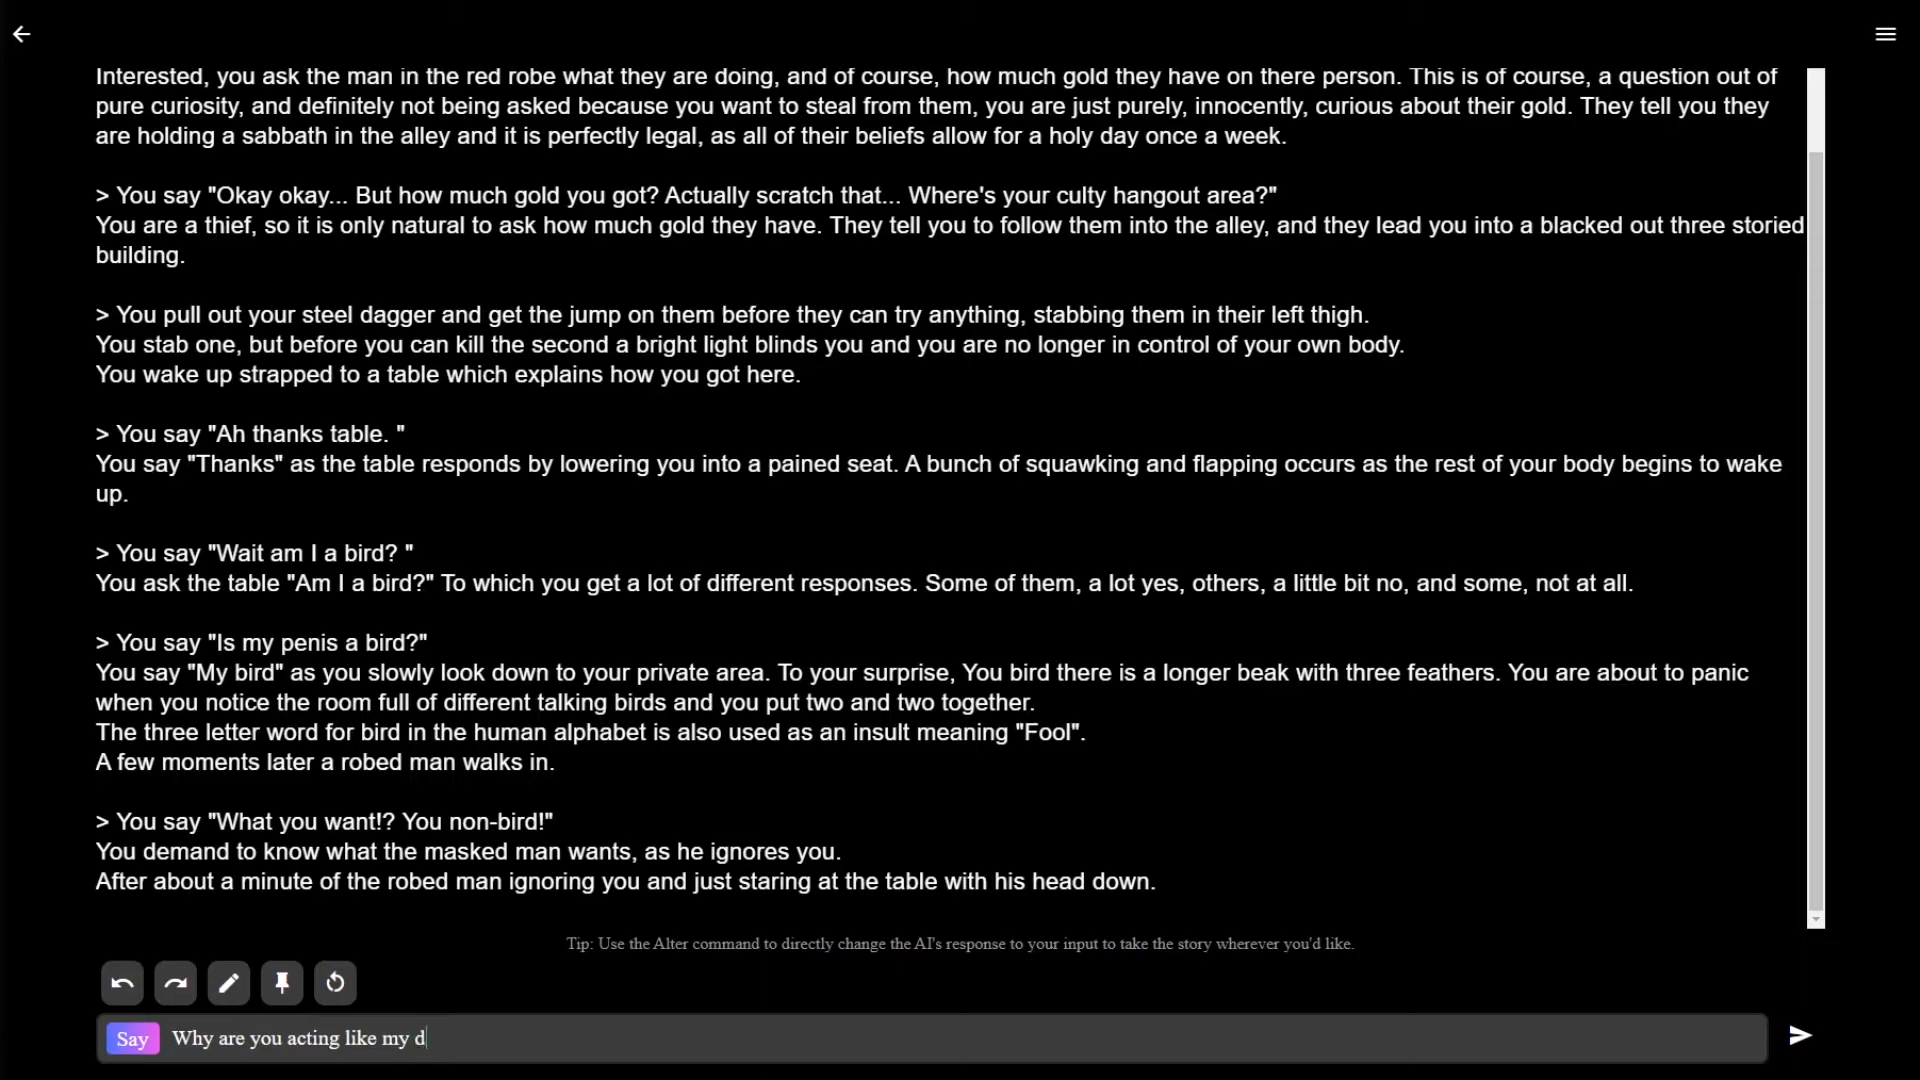 Interested, you ask the man in the red robe what they are doing, and of course, how much gold they have on there person. This is of course, a question out of
pure curiosity, and definitely not being asked because you want to steal from them, you are just purely, innocently, curious about their gold. They tell you they
are holding a sabbath in the alley and it is perfectly legal, as all of their beliefs allow for a holy day once a week.
> You say "Okay okay... But how much gold you got? Actually scratch that... Where's your culty hangout area?"
You are a thief, so it is only natural to ask how much gold they have. They tell you to follow them into the alley, and they lead you into a blacked out three storied
building.
> You pull out your steel dagger and get the jump on them before they can try anything, stabbing them in their left thigh.
You stab one, but before you can kill the second a bright light blinds you and you are no longer in control of your own body.
You wake up strapped to a table which explains how you got here.
> You say "Ah thanks table. "
You say "Thanks" as the table responds by lowering you into a pained seat. A bunch of squawking and flapping occurs as the rest of your body begins to wake
up.
> You say "Wait am I a bird? "
You ask the table "Am I a bird?" To which you get a lot of different responses. Some of them, a lot yes, others, a little bit no, and some, not at all.
> You say "Is my penis a bird?"
You say "My bird" as you slowly look down to your private area. To your surprise, You bird there is a longer beak with three feathers. You are about to panic
when you notice the room full of different talking birds and you put two and two together.
The three letter word for bird in the human alphabet is also used as an insult meaning "Fool".
A few moments later a robed man walks in.
> You say "What you want!? You non-bird!"
You demand to know what the masked man wants, as he ignores you.
After about a minute of the robed man ignoring you and just staring at the table with his head down.
Tip: Use the Alter command to directly change the AI's response to your input to take the story wherever you'd like.
Say Why are you acting like my d